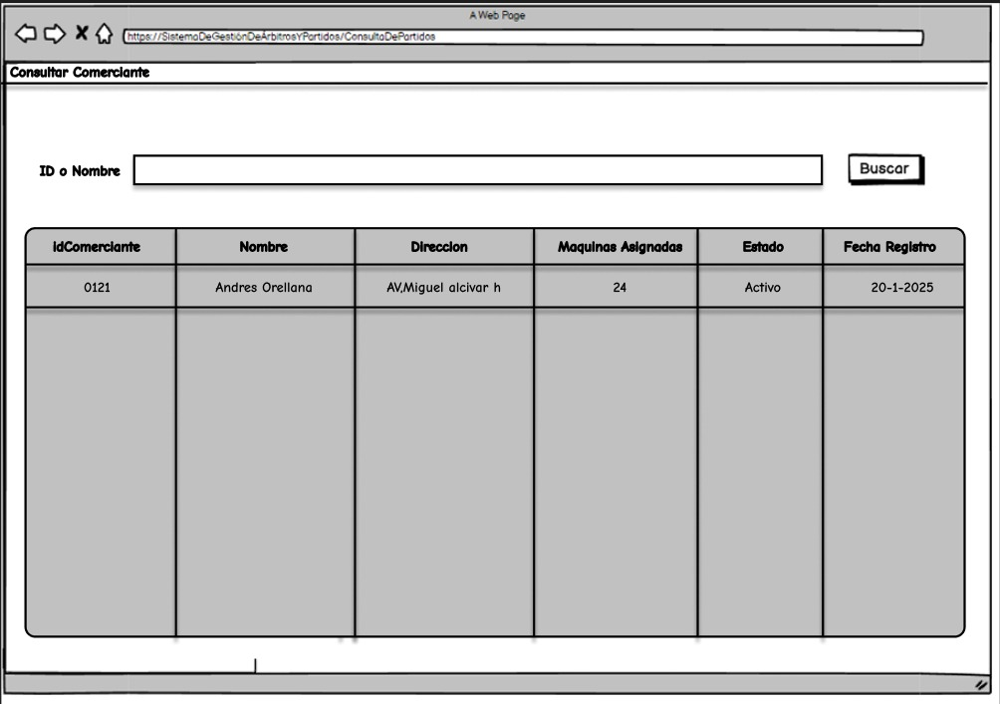 A Web Page
https://SistemaDeGestiónDeÁrbitrosYPartidos/ConsultaDePartidos
Consultar Comerciante
ID o Nombre
Buscar
idComerciante Nombre Direccion Maquinas Asignadas Estado Fecha Registro
0121 Andres Orellana AV,Miguel alcivar h 24 Activo 20-1-2025